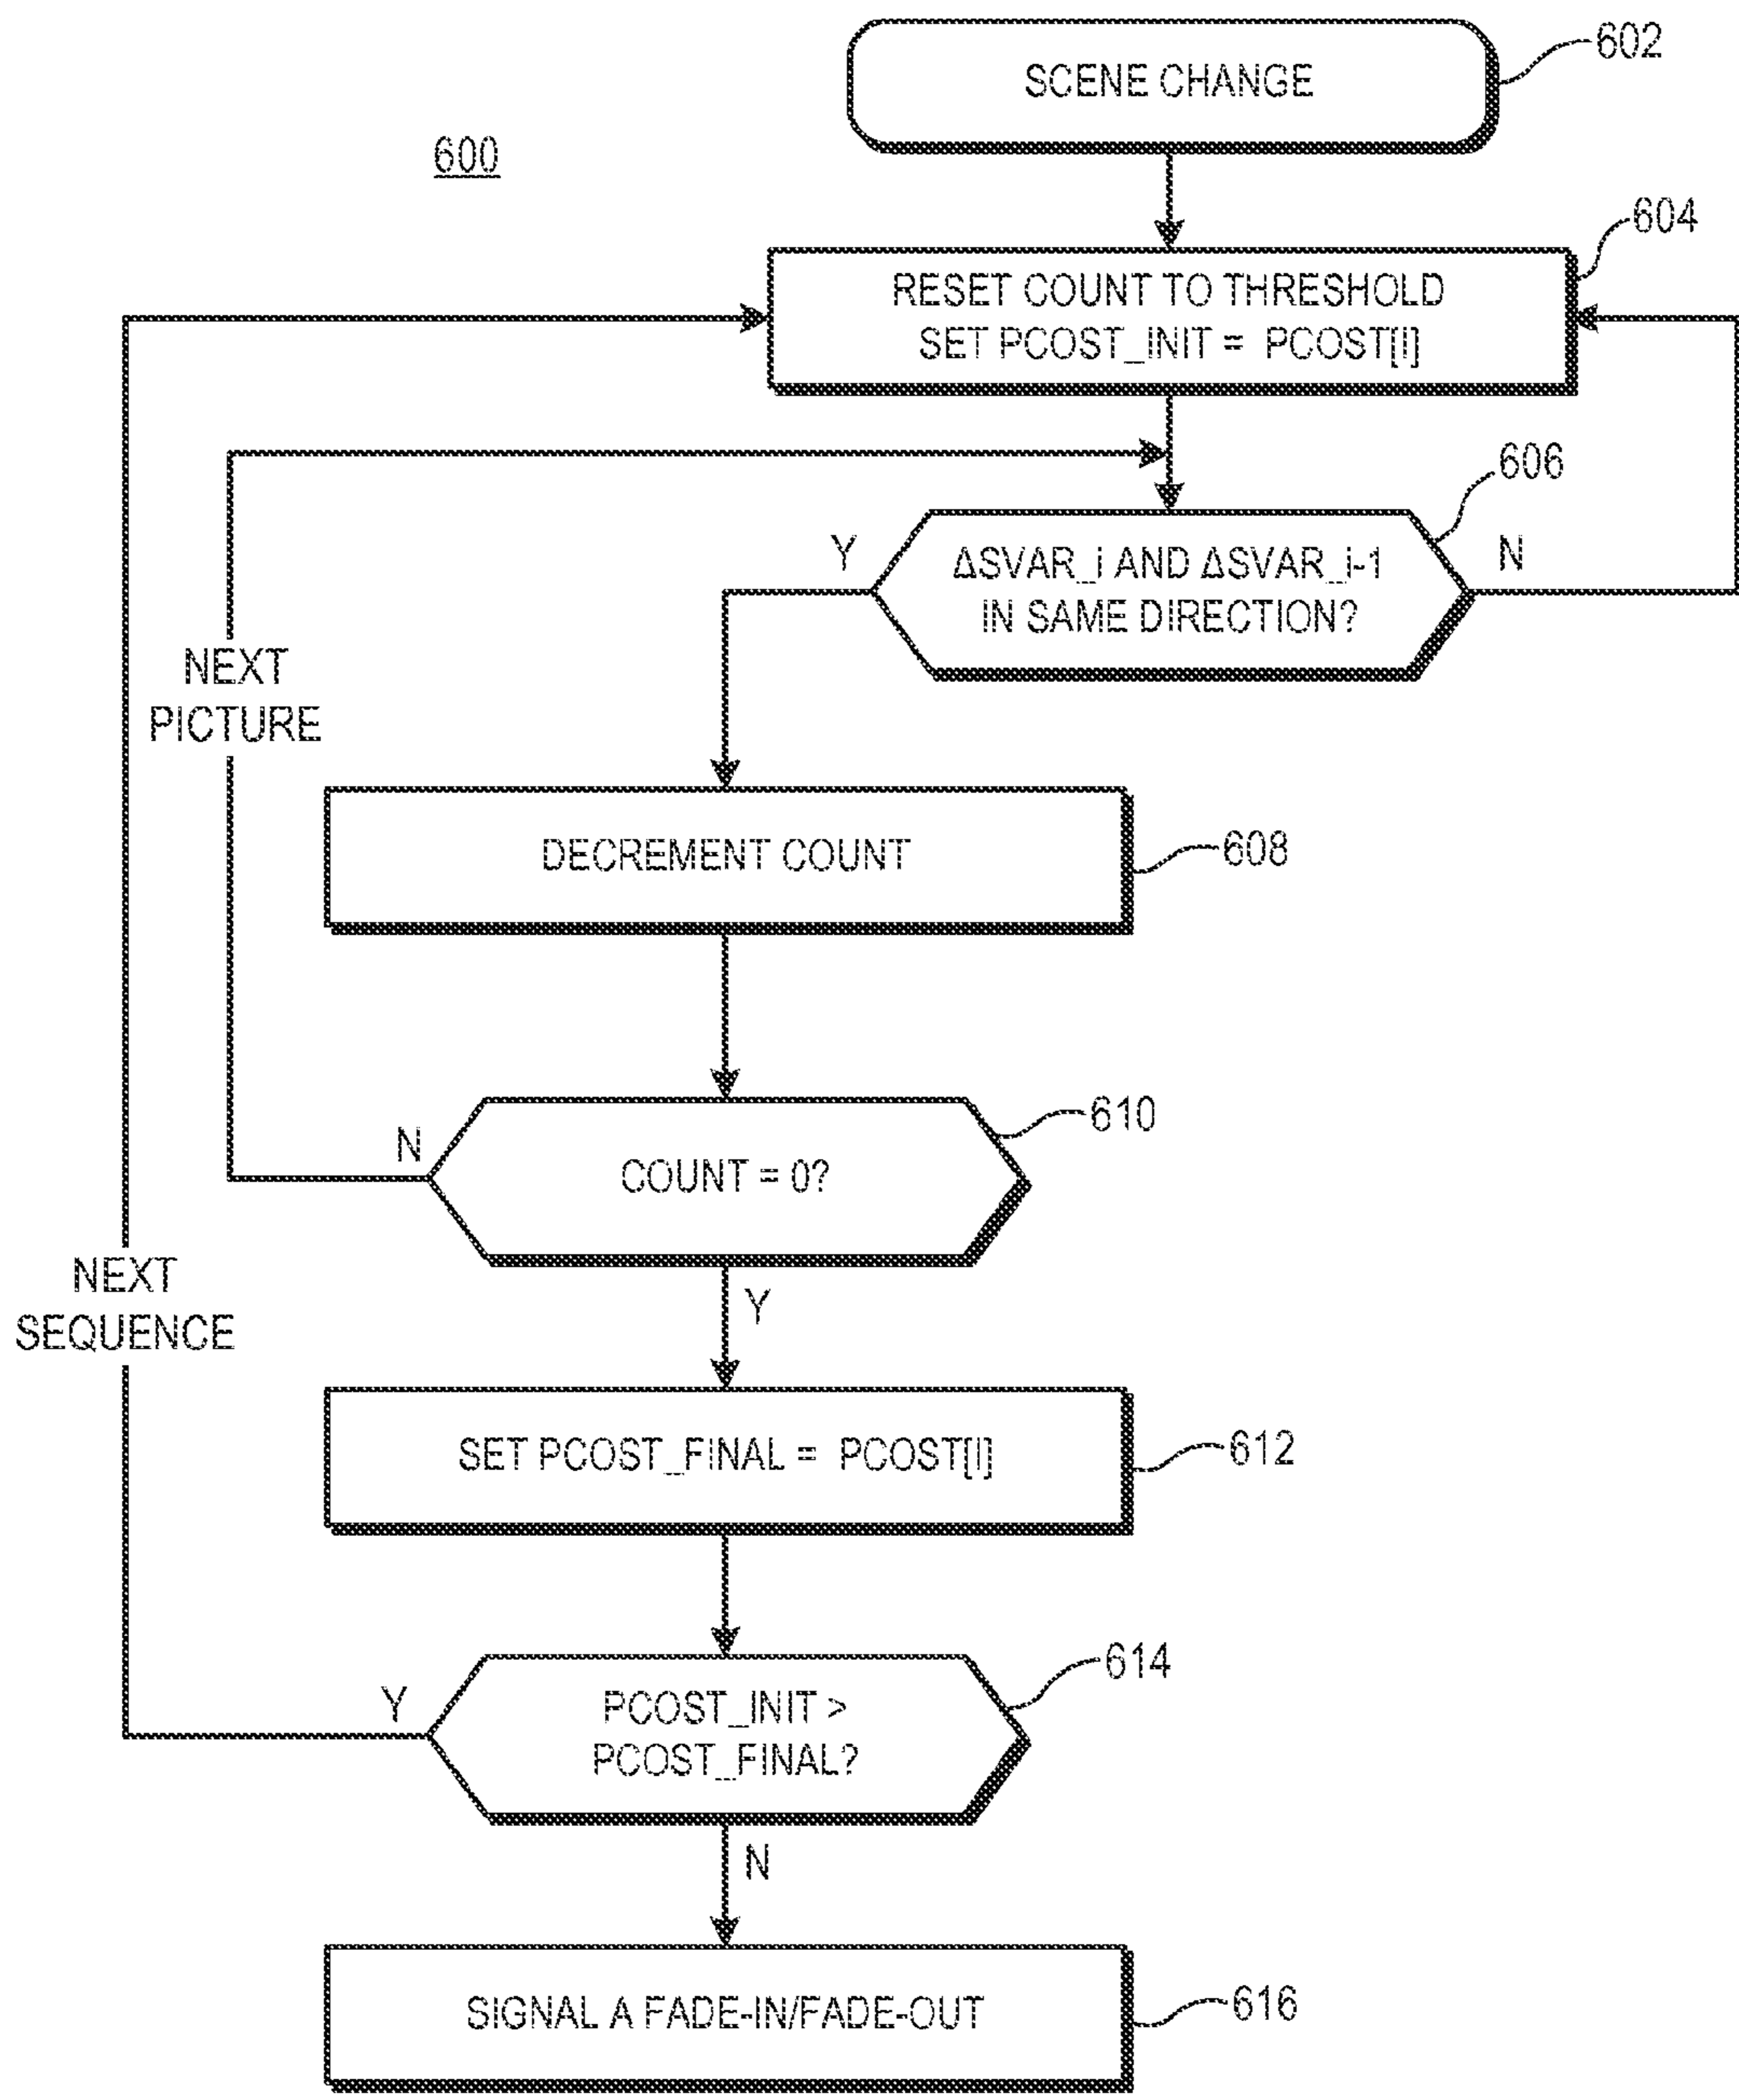 SCENE CHANGE
602
600
604
RESET COUNT TO THRESHOLD
SET PCOST_INIT = PCOST[I]
606
Y
ΔSVAR_i AND ΔSVAR_i-1
IN SAME DIRECTION?
N
NEXT
PICTURE
DECREMENT COUNT
608
610
N
COUNT = 0?
Y
NEXT
SEQUENCE
SET PCOST_FINAL = PCOST[I]
612
614
Y
PCOST_INIT >
PCOST_FINAL?
N
SIGNAL A FADE-IN/FADE-OUT
616